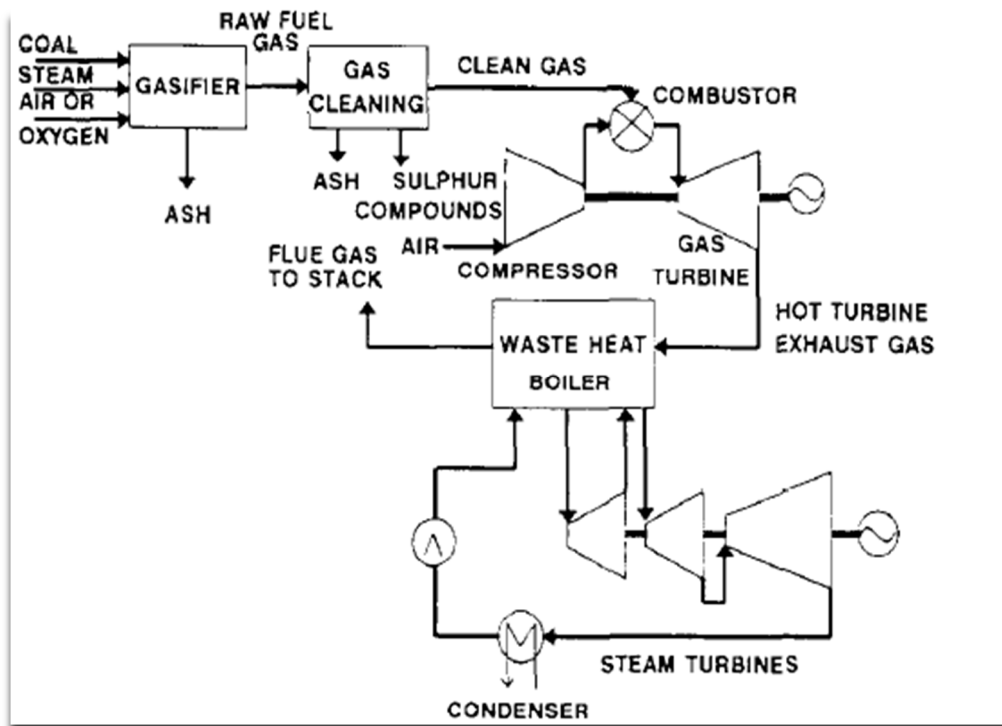 RAW FUEL
GAS
COAL
STEAM
AIR OR
OXYGEN
GASIFIER
GAS
CLEANING
CLEAN GAS
COMBUSTOR
ASH
ASH
SULPHUR
COMPOUNDS
AIR
COMPRESSOR
GAS
TURBINE
FLUE GAS
TO STACK
HOT TURBINE
EXHAUST GAS
WASTE HEAT
BOILER
STEAM TURBINES
CONDENSER